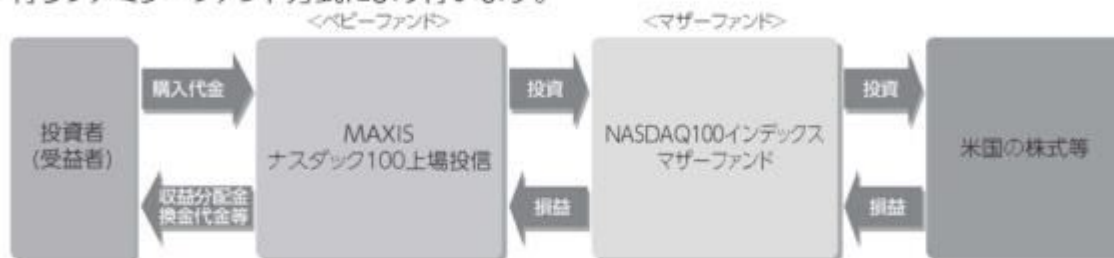 <ベビーファンド>
<マザーファンド>
購入代金
投資
投資
投資者
(受益者)
MAXIS
ナスダック100上場投信
NASDAQ100インデックス
マザーファンド
米国の株式等
収益分配金
換金代金等
損益
損益